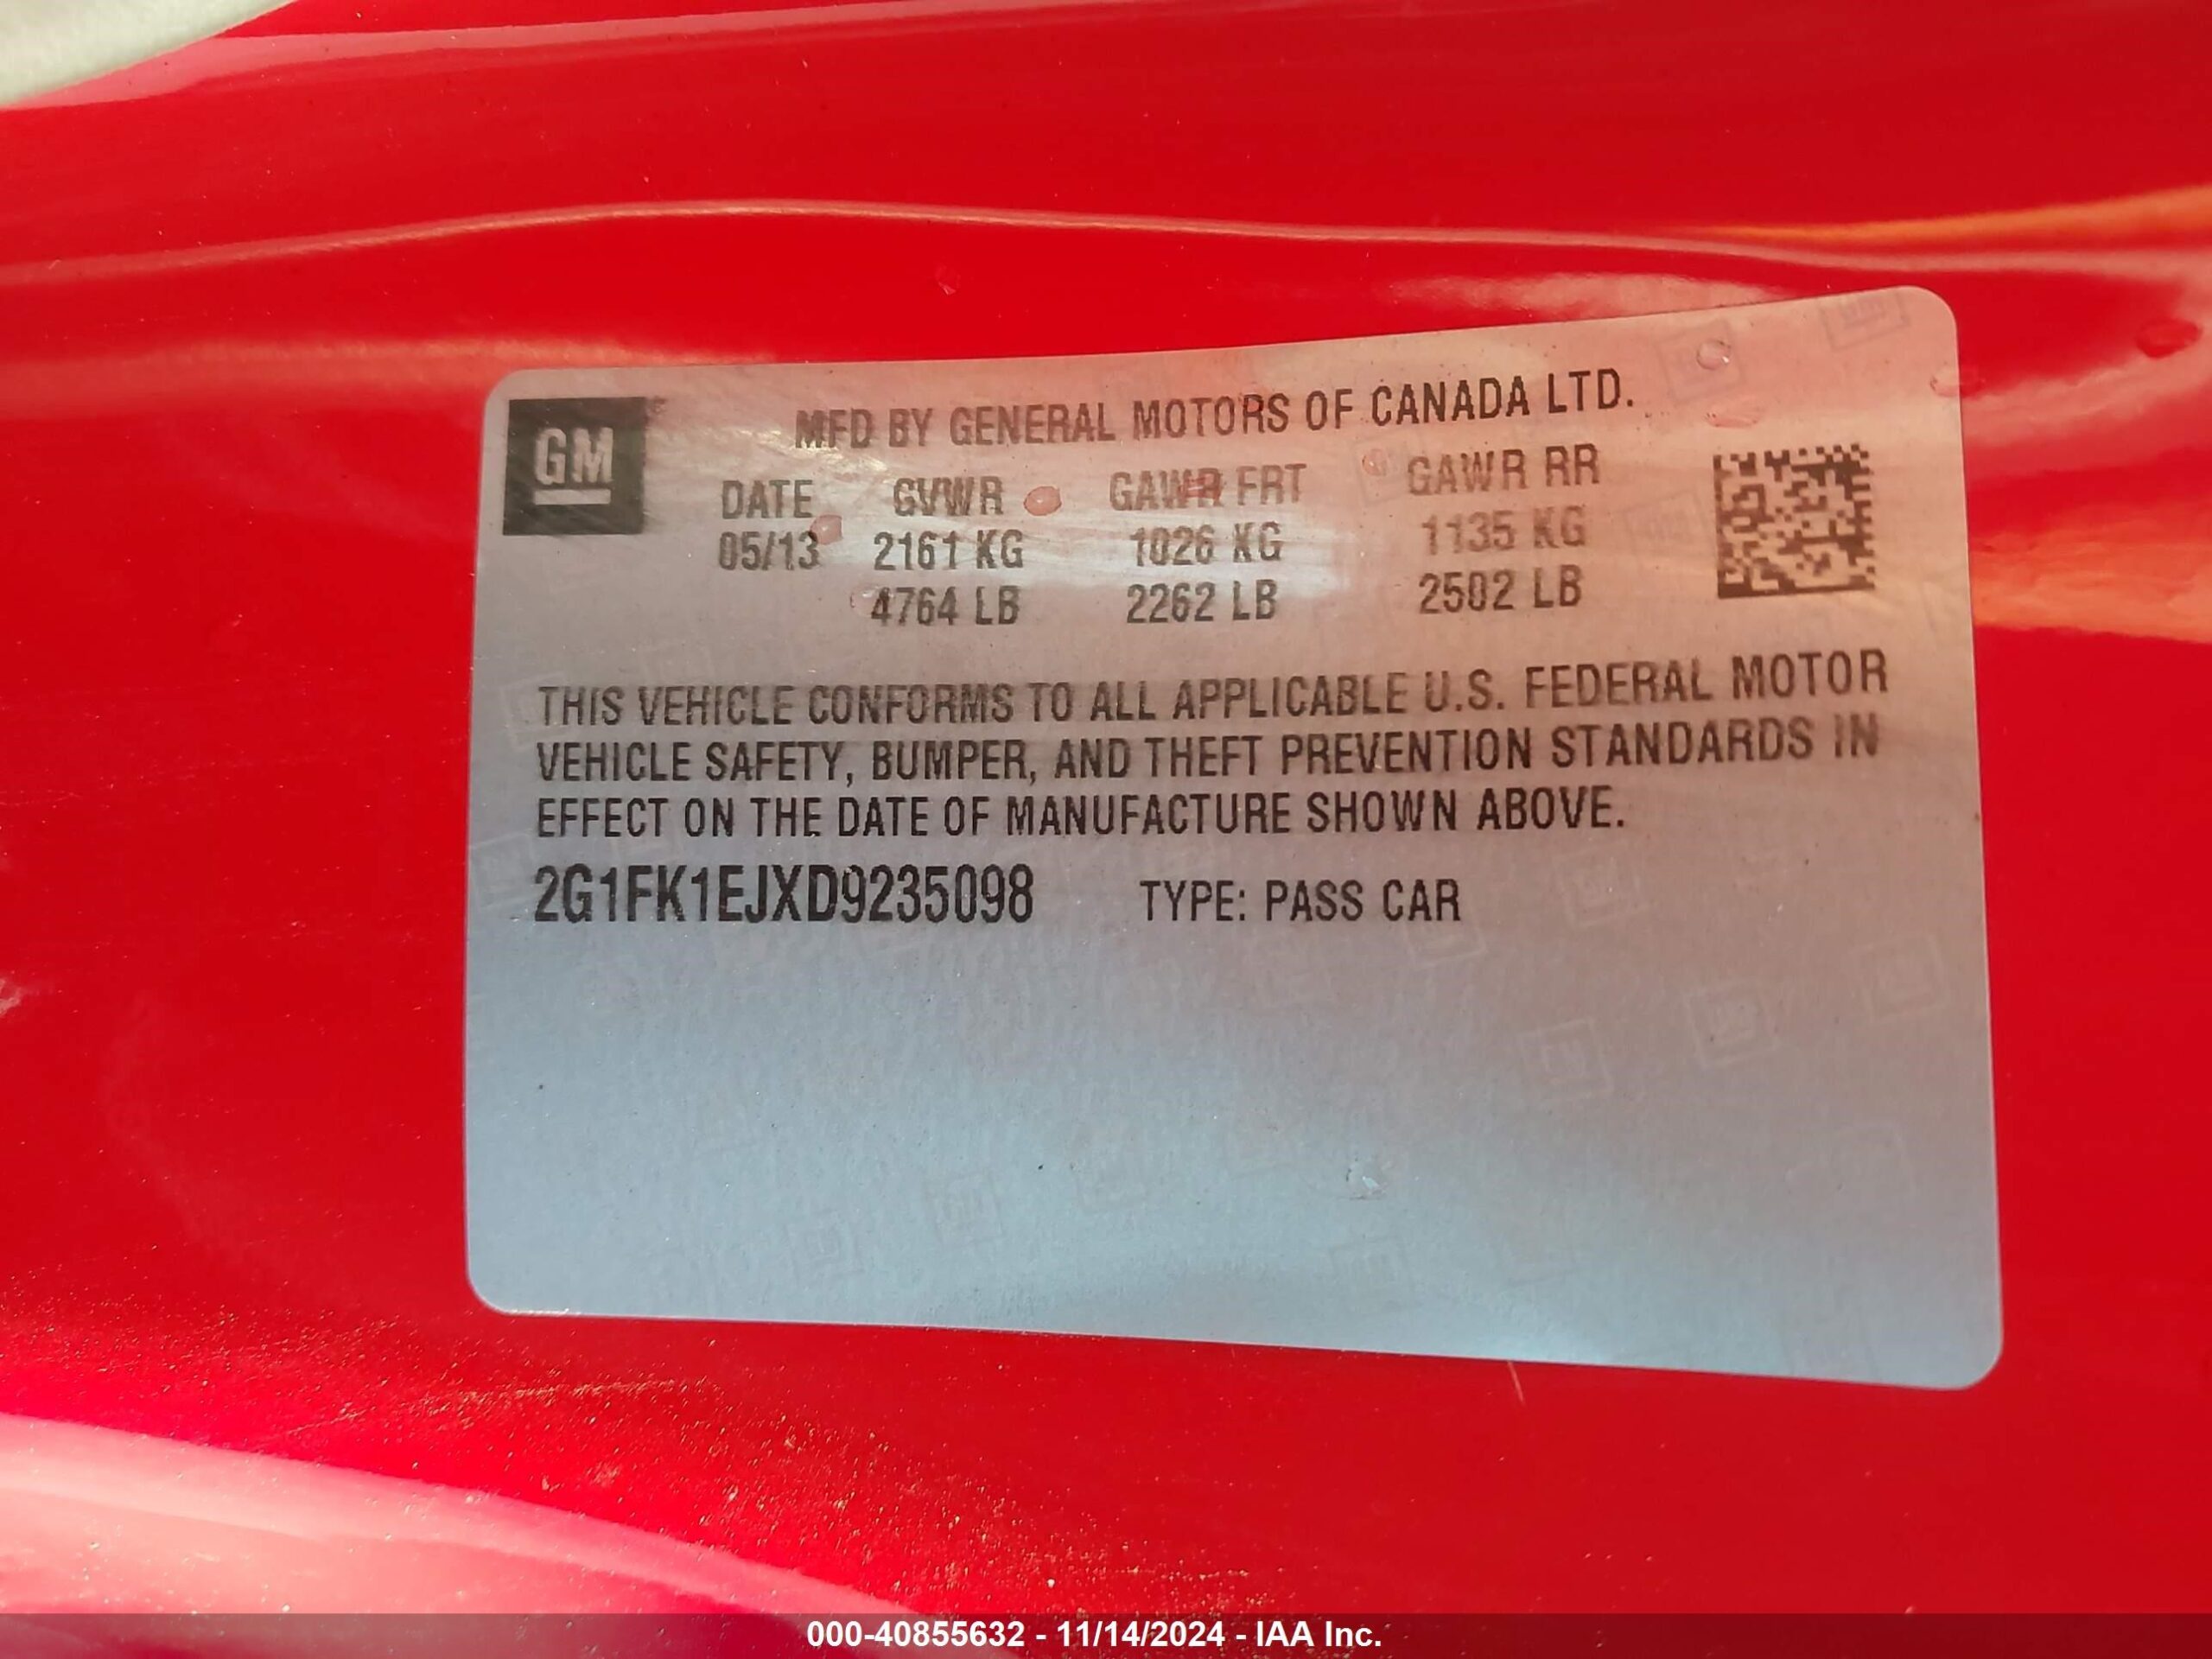 GM
MFD BY GENERAL MOTORS OF CANADA LTD.
DATE GVWR GAWR FRT GAWR RR
05/13 2161 KG 1026 KG 1135 KG
4764 LB 2262 LB 2502 LB
THIS VEHICLE CONFORMS TO ALL APPLICABLE U.S. FEDERAL MOTOR
VEHICLE SAFETY, BUMPER, AND THEFT PREVENTION STANDARDS IN
EFFECT ON THE DATE OF MANUFACTURE SHOWN ABOVE.
2G1FK1EJXD9235098 TYPE: PASS CAR
000-40855632 - 11/14/2024 - IAA Inc.